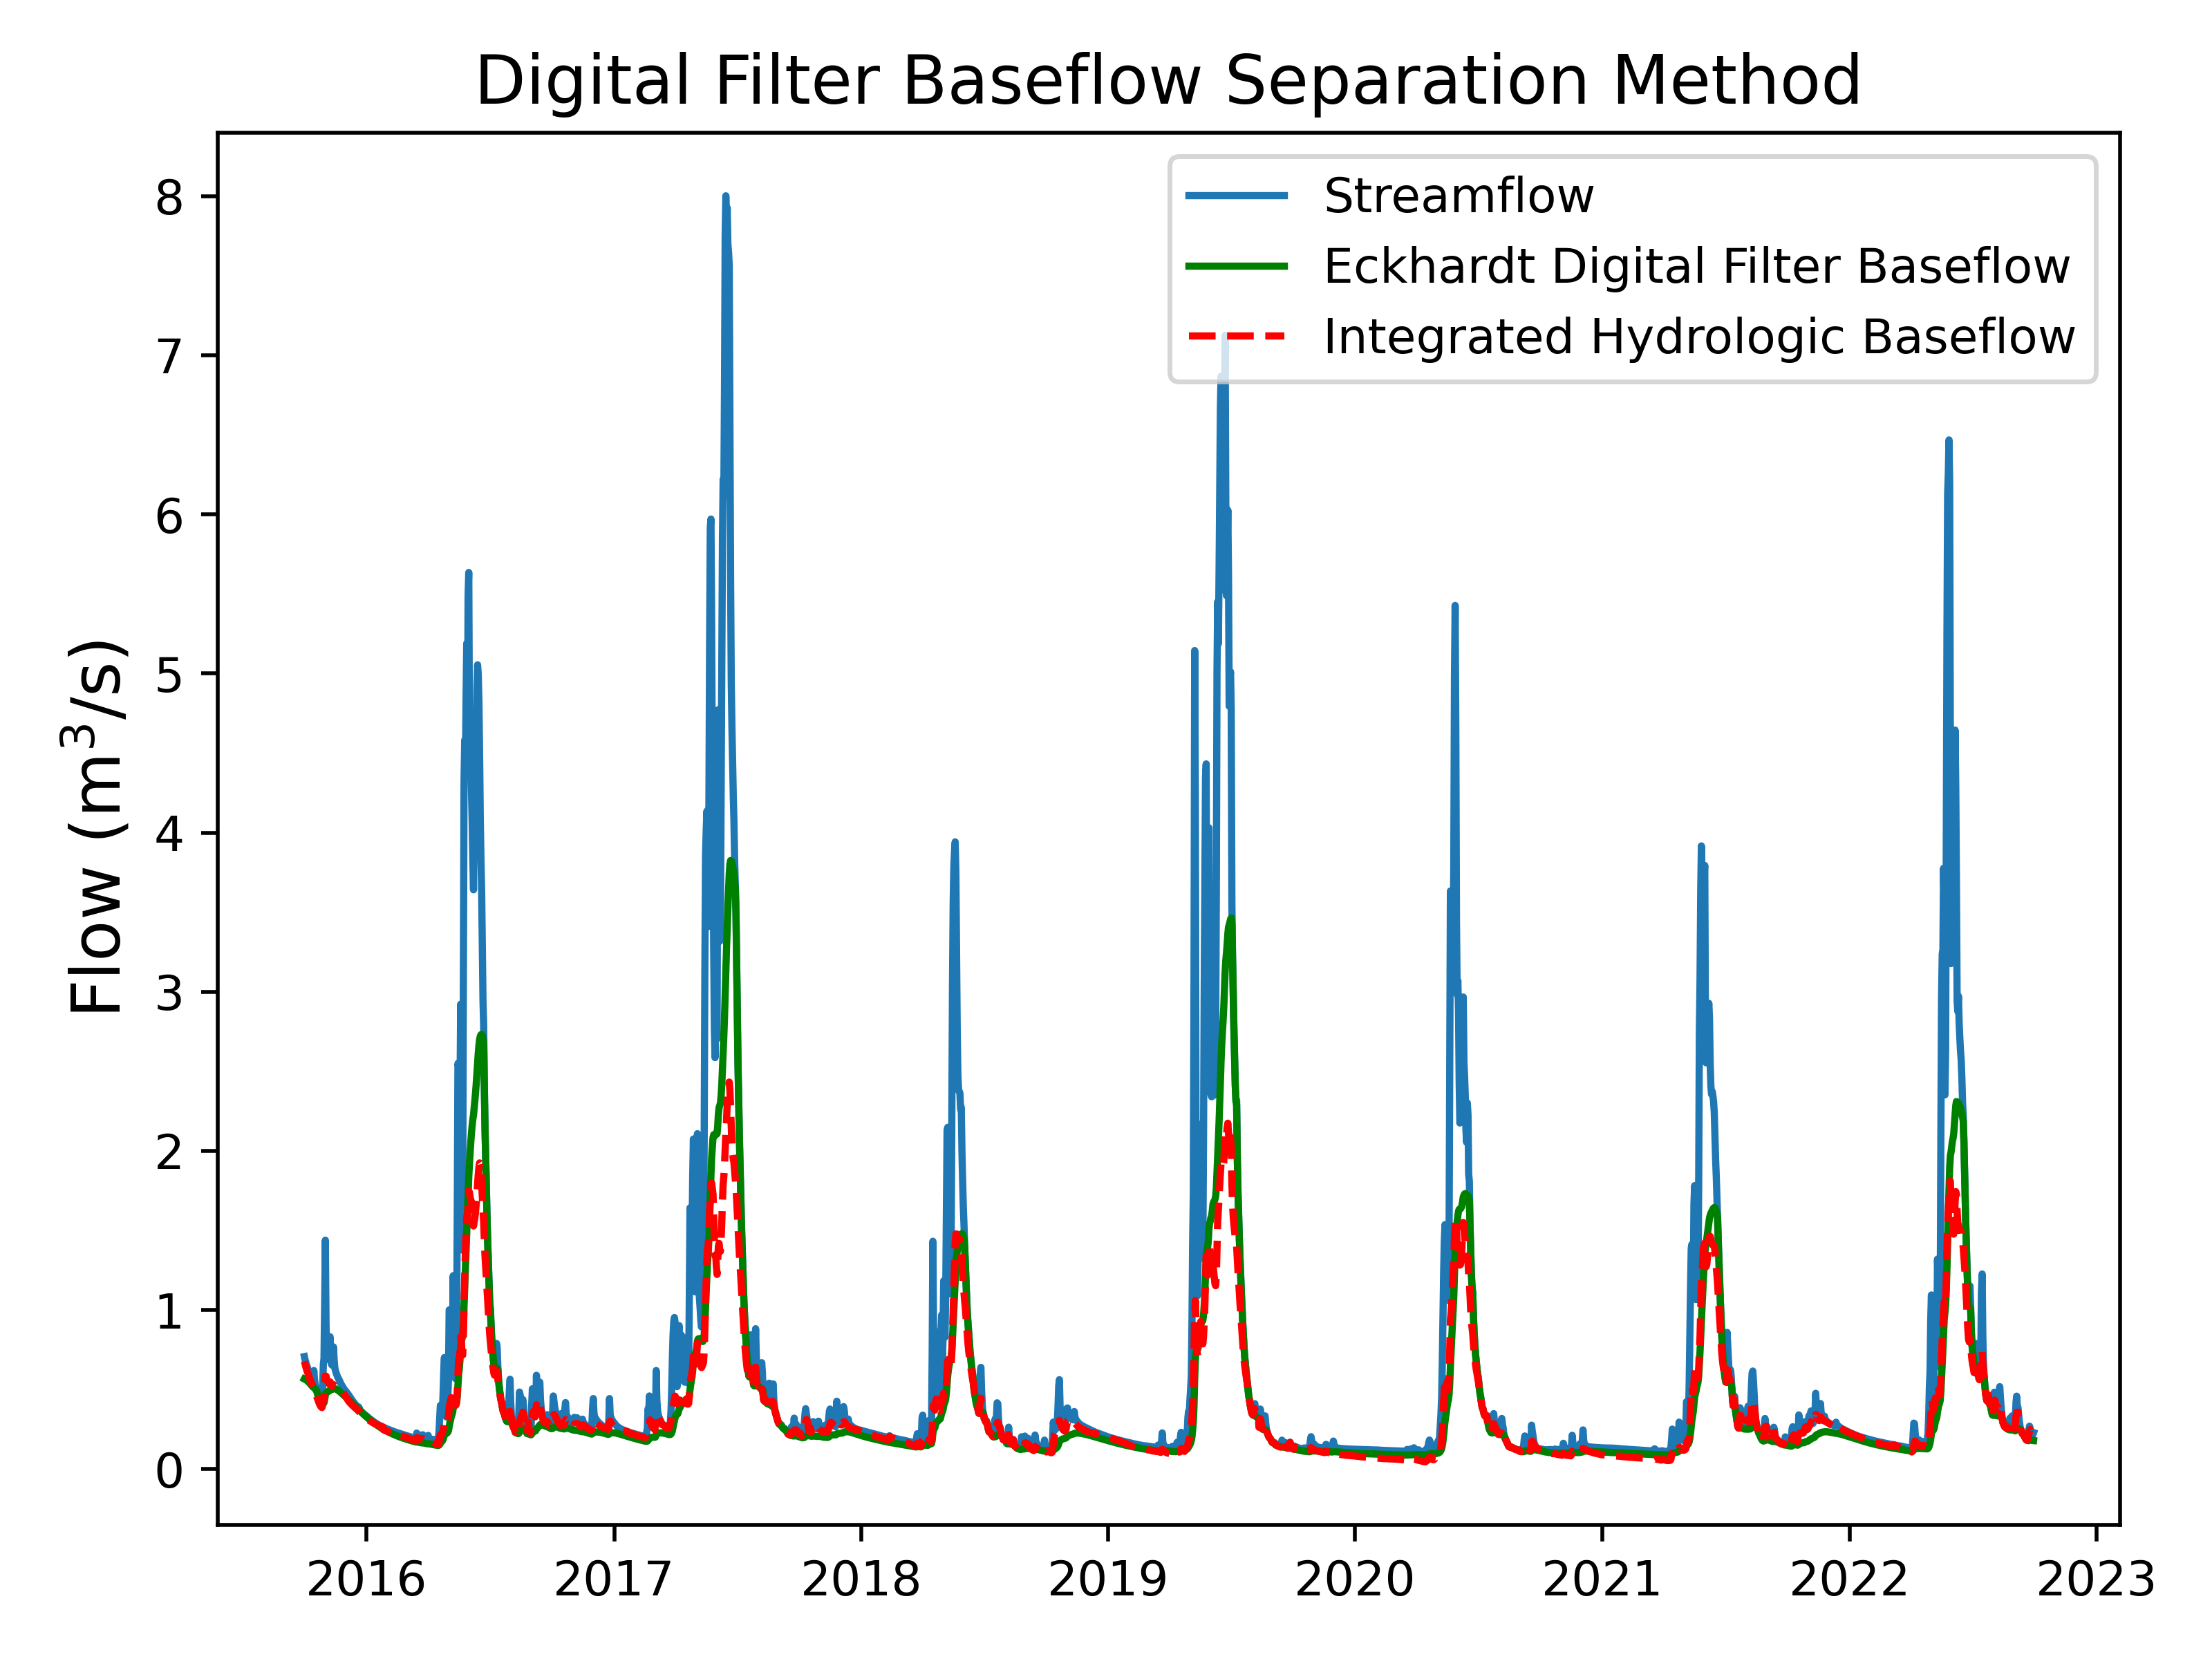 Digital Filter Baseflow Separation Method
Streamflow
Eckhardt Digital Filter Baseflow
Integrated Hydrologic Baseflow
Flow (m³/s)
8
7
6
5
4
3
2
1
0
2016 2017 2018 2019 2020 2021 2022 2023